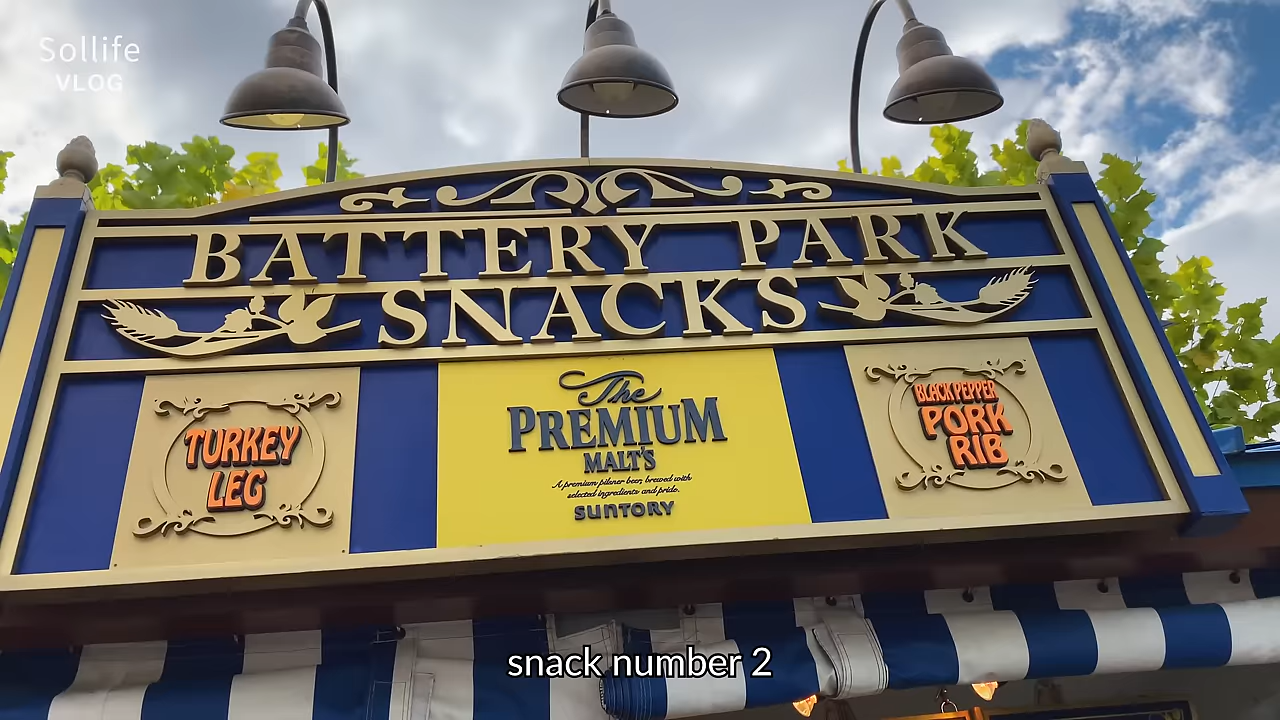 Sollife
VLOG
BATTERY PARK
SNACKS
TURKEY
LEG
The
PREMIUM
MALT'S
A premium pilsner beer, brewed with
selected ingredients and pride.
SUNTORY
BLACK PEPPER
PORK
RIB
snack number 2